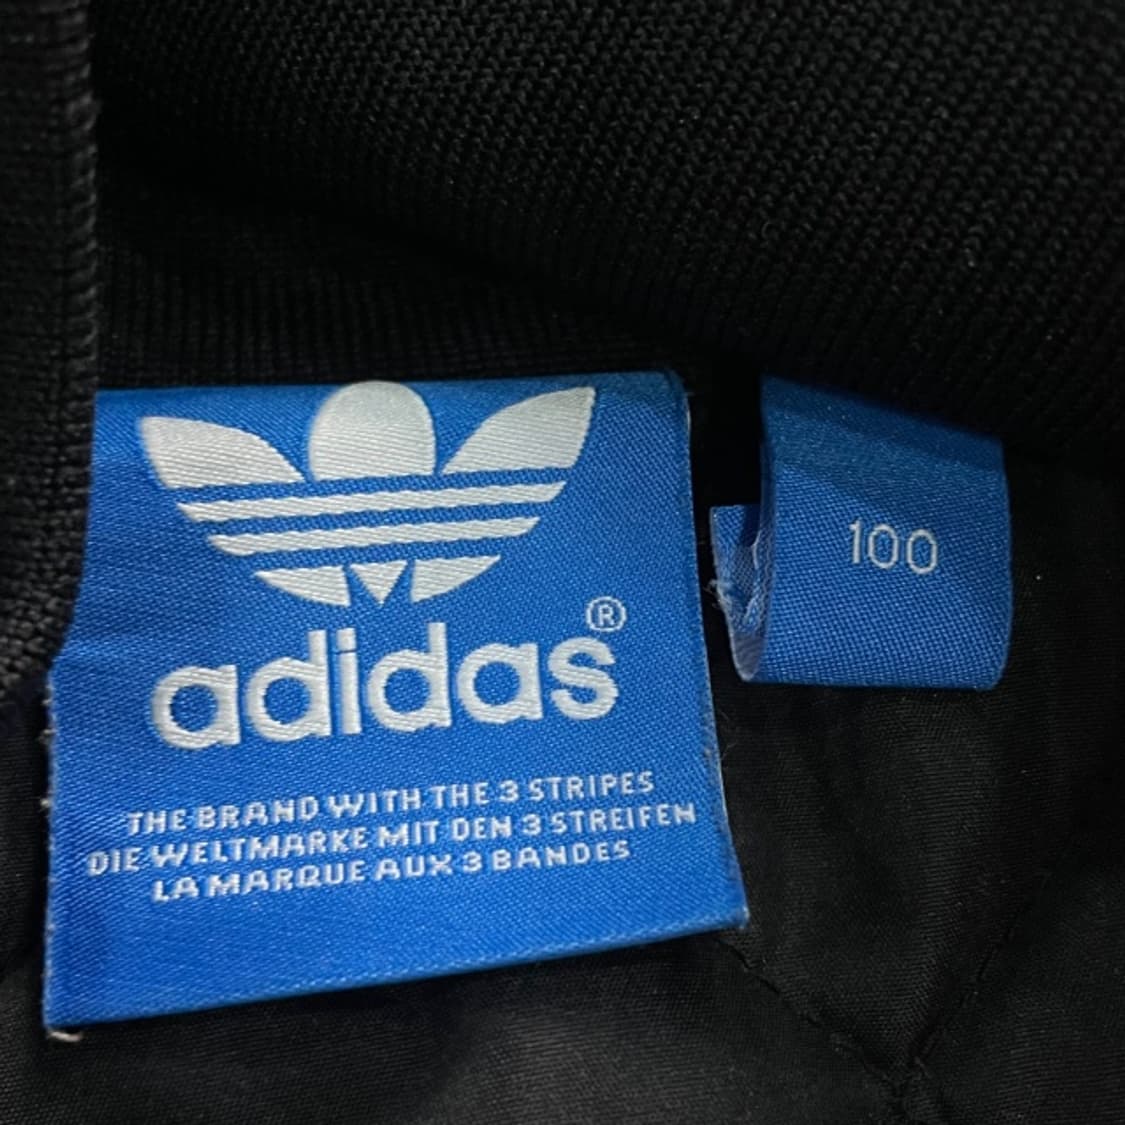 adidas®
THE BRAND WITH THE 3 STRIPES
DIE WELTMARKE MIT DEN 3 STREIFEN
LA MARQUE AUX 3 BANDES
100